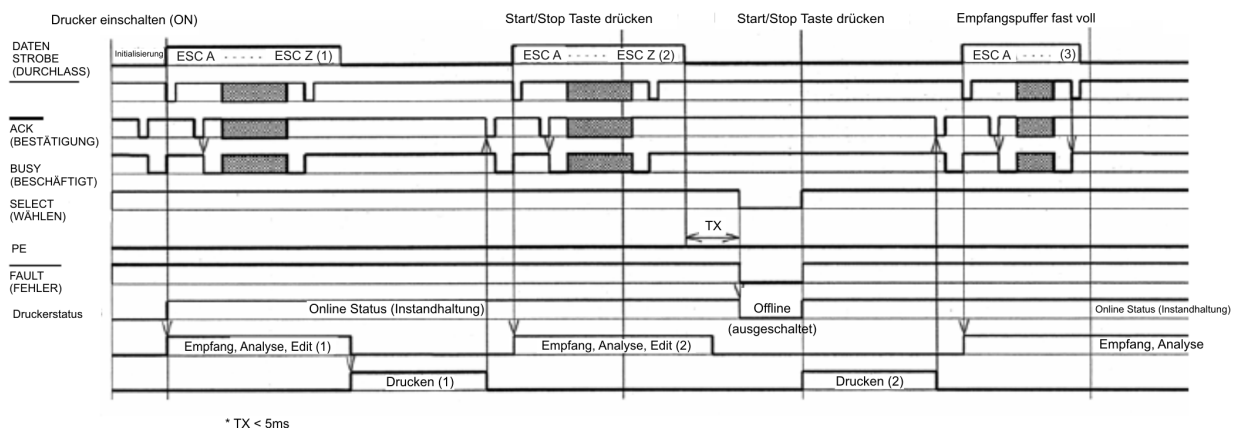 Drucker einschalten (ON)
Start/Stop Taste drücken
Start/Stop Taste drücken
Empfangspuffer fast voll
DATEN
STROBE
(DURCHLASS)
Initialisierung
ESC A ····· ESC Z (1)
ESC A ····· ESC Z (2)
ESC A ····· (3)
ACK
(BESTÄTIGUNG)
BUSY
(BESCHÄFTIGT)
SELECT
(WÄHLEN)
TX
PE
FAULT
(FEHLER)
Druckerstatus
Online Status (Instandhaltung)
Offline
(ausgeschaltet)
Online Status (Instandhaltung)
Empfang, Analyse, Edit (1)
Empfang, Analyse, Edit (2)
Empfang, Analyse
Drucken (1)
Drucken (2)
* TX < 5ms